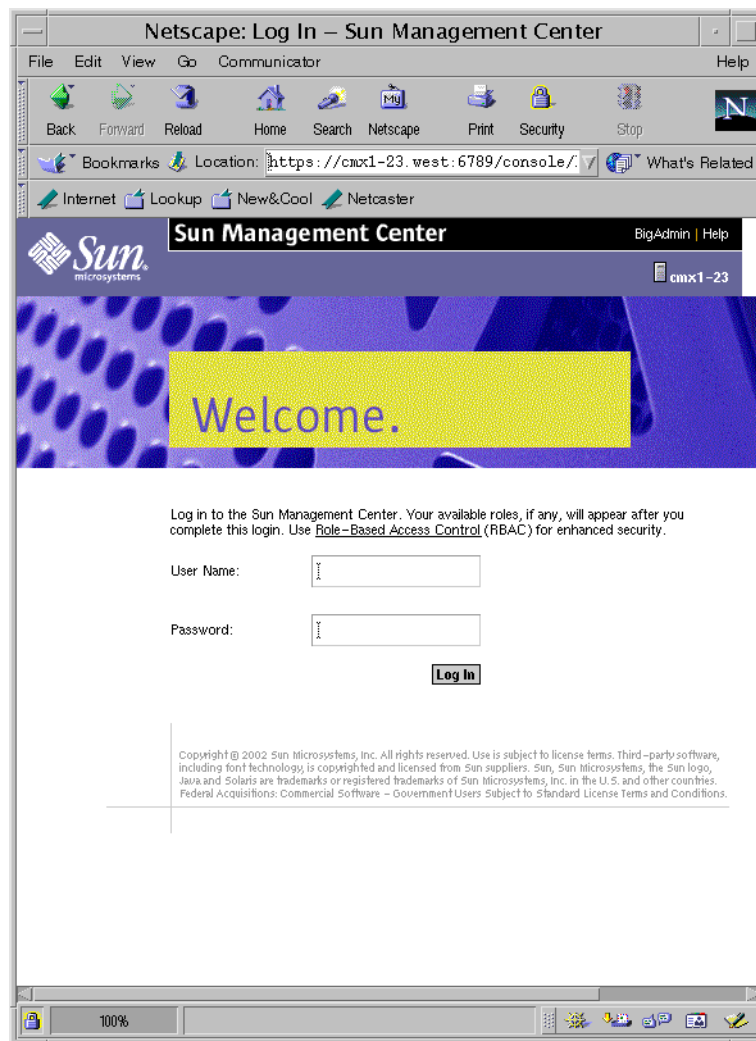 Netscape: Log In – Sun Management Center
File Edit View Go Communicator Help
Back Forward Reload Home Search Netscape Print Security Stop
My
N
Bookmarks Location: https://cmx1-23.west:6789/console/ What's Related
Internet Lookup New&Cool Netcaster
Sun Management Center
BigAdmin | Help
Sun
microsystems
cmx1-23
Welcome.
Log in to the Sun Management Center. Your available roles, if any, will appear after you
complete this login. Use Role-Based Access Control (RBAC) for enhanced security.
User Name:
Password:
Log In
Copyright © 2002 Sun Microsystems, Inc. All rights reserved. Use is subject to license terms. Third-party software,
including font technology, is copyrighted and licensed from Sun suppliers. Sun, Sun Microsystems, the Sun logo,
Java and Solaris are trademarks or registered trademarks of Sun Microsystems, Inc. in the U.S. and other countries.
Federal Acquisitions: Commercial Software – Government Users Subject to Standard License Terms and Conditions.
100%